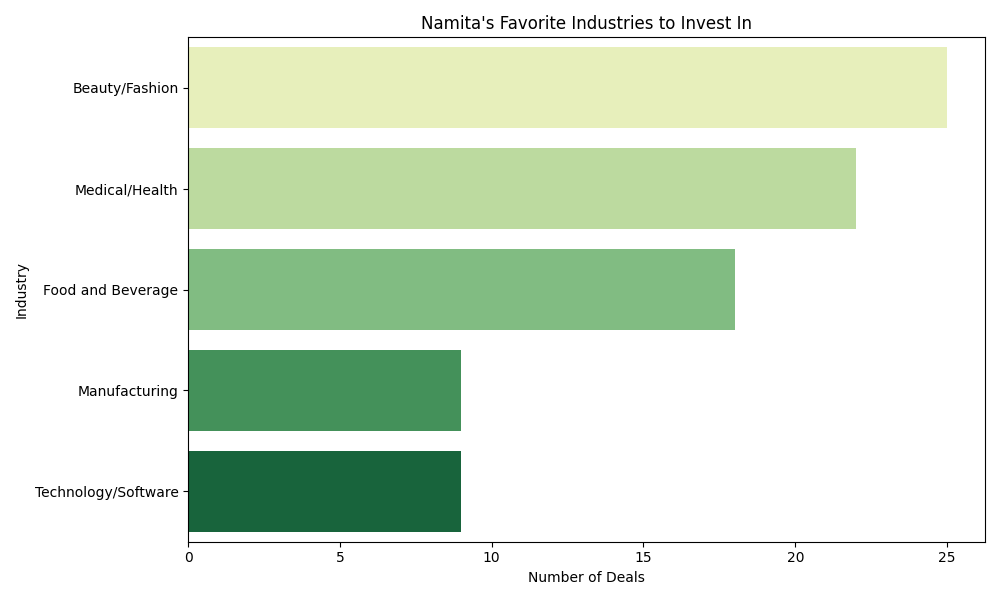 Namita's Favorite Industries to Invest In
Beauty/Fashion
Medical/Health
Food and Beverage
Manufacturing
Technology/Software
Industry
0 5 10 15 20 25
Number of Deals